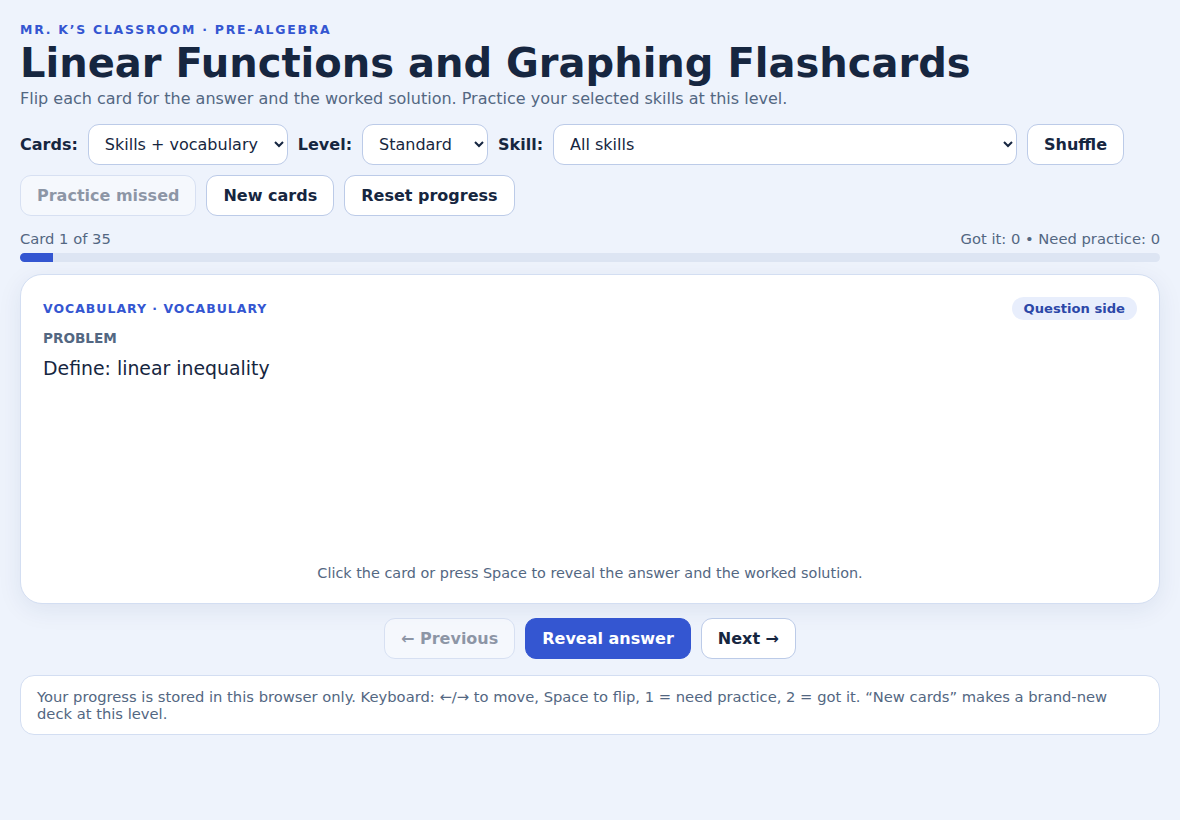 MR. K’S CLASSROOM · PRE-ALGEBRA
Linear Functions and Graphing Flashcards
Flip each card for the answer and the worked solution. Practice your selected skills at this level.
Cards: Skills + vocabulary Level: Standard Skill: All skills Shuffle
Practice missed New cards Reset progress
Card 1 of 35 Got it: 0 • Need practice: 0
VOCABULARY · VOCABULARY Question side
PROBLEM
Define: linear inequality
Click the card or press Space to reveal the answer and the worked solution.
← Previous Reveal answer Next →
Your progress is stored in this browser only. Keyboard: ←/→ to move, Space to flip, 1 = need practice, 2 = got it. “New cards” makes a brand-new
deck at this level.